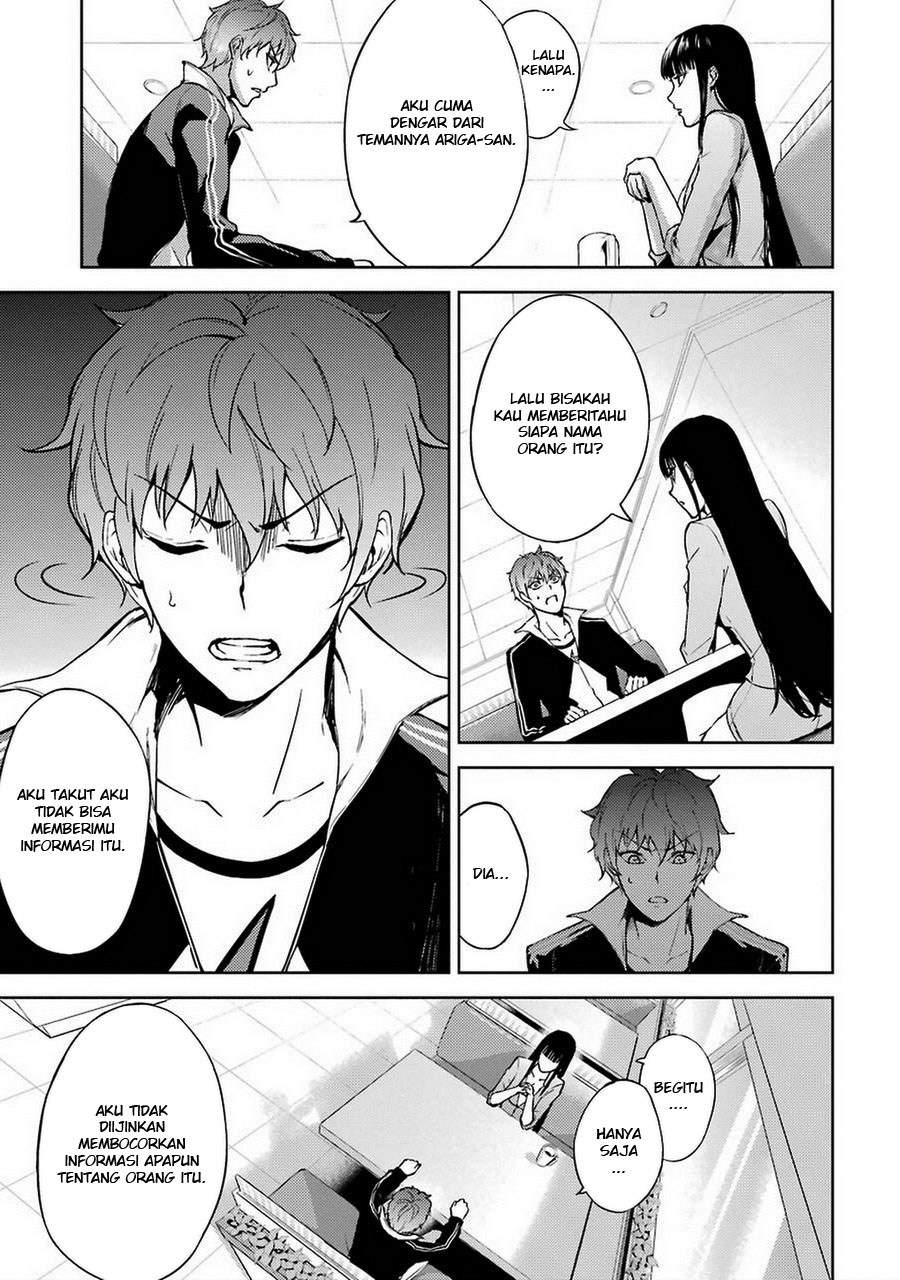 LALU
KENAPA.
...
AKU CUMA
DENGAR DARI
TEMANNYA ARIGA-SAN.
LALU BISAKAH
KAU MEMBERITAHU
SIAPA NAMA
ORANG ITU?
DIA...
AKU TAKUT AKU
TIDAK BISA
MEMBERIMU
INFORMASI ITU.
BEGITU
....
HANYA
SAJA
...
AKU TIDAK
DIIJINKAN
MEMBOCORKAN
INFORMASI APAPUN
TENTANG ORANG ITU.